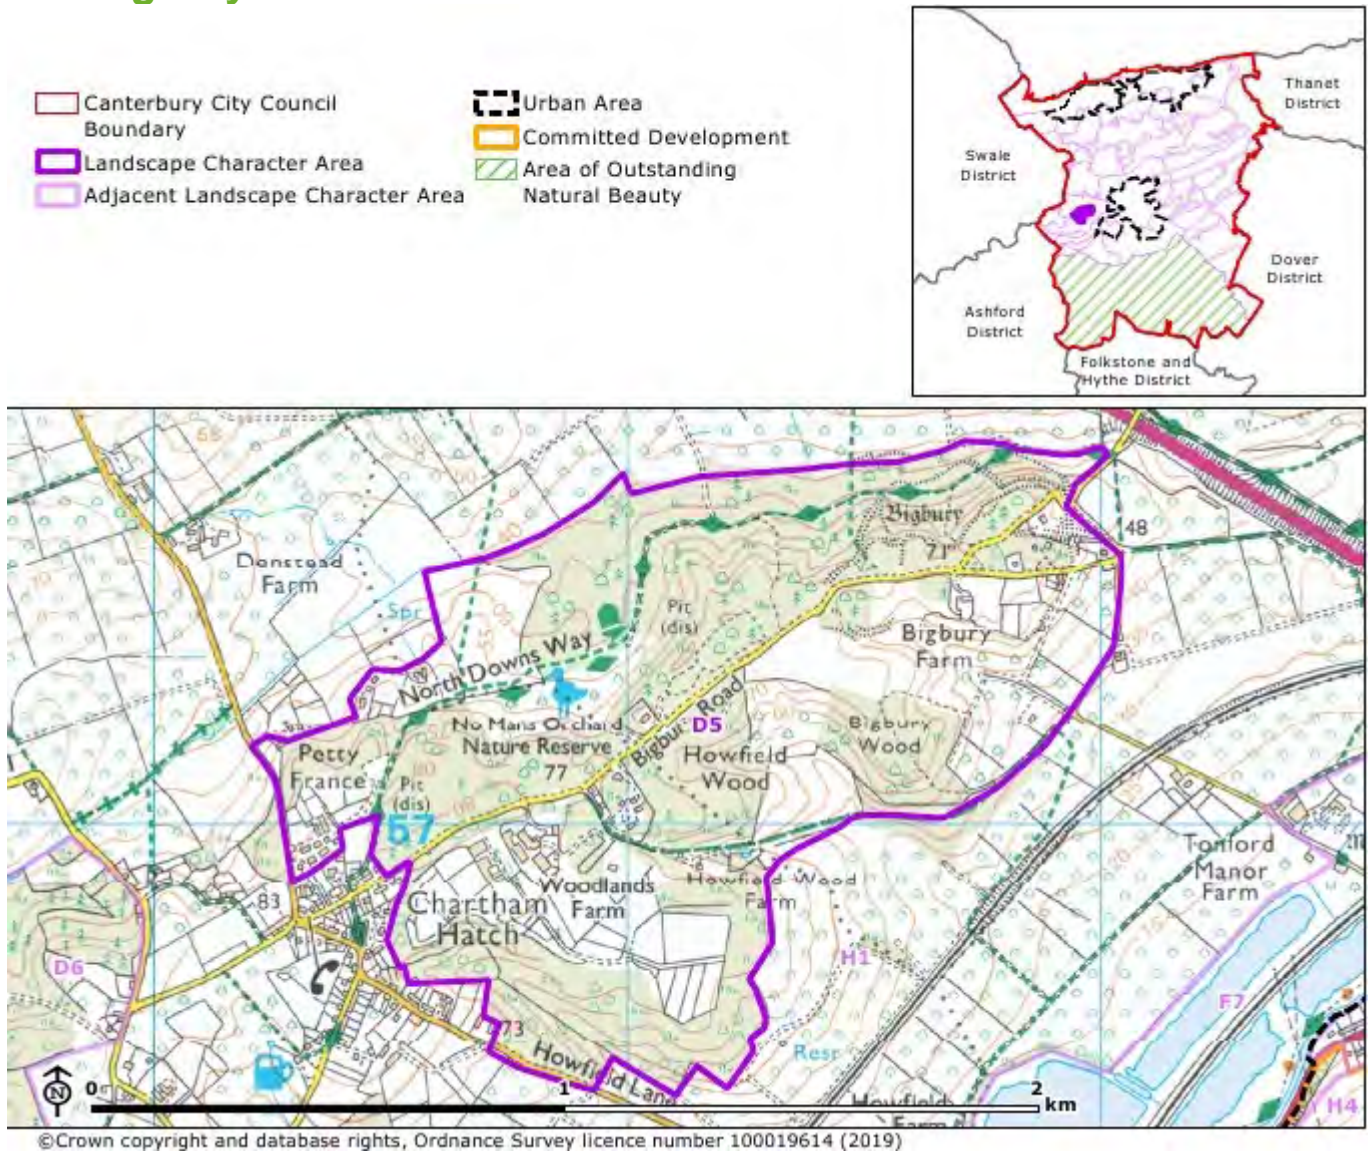 Canterbury City Council
Boundary
Landscape Character Area
Adjacent Landscape Character Area
Urban Area
Committed Development
Area of Outstanding
Natural Beauty
Thanet
District
Swale
District
Dover
District
Ashford
District
Folkstone and
Hythe District
Denstead
Farm
Spr
North Downs Way
Petty
France
Pit
(dis)
57
No Mans Orchard
Nature Reserve
77
Pit
(dis)
Bigbury Road
D5
Howfield
Wood
Bigbury
71
48
Bigbury
Farm
Bigbury
Wood
Tonford
Manor
Farm
Woodlands
Farm
Howfield Wood
Farm
Chartham
Hatch
83
D6
73
Howfield Lane
H1
F7
Resr
Howfield
Farm
H4
N
0 1 2
km
©Crown copyright and database rights, Ordnance Survey licence number 100019614 (2019)